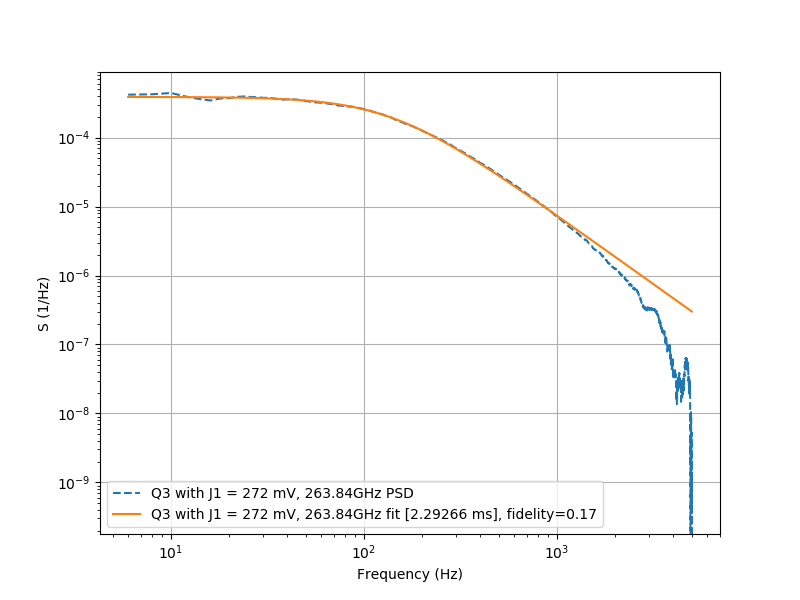 S (1/Hz)
10⁻⁴
10⁻⁵
10⁻⁶
10⁻⁷
10⁻⁸
10⁻⁹
Q3 with J1 = 272 mV, 263.84GHz PSD
Q3 with J1 = 272 mV, 263.84GHz fit [2.29266 ms], fidelity=0.17
10¹ 10² 10³
Frequency (Hz)